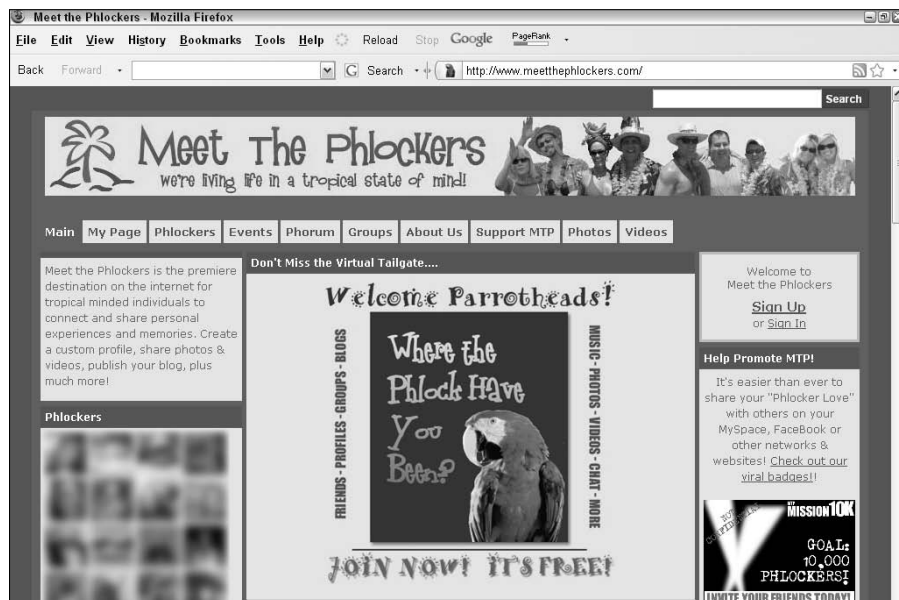 Meet the Phlockers - Mozilla Firefox
File Edit View History Bookmarks Tools Help Reload Stop Google PageRank
Back Forward G Search http://www.meetthephlockers.com/
Search
Meet The Phlockers
we're living life in a tropical state of mind!
Main My Page Phlockers Events Phorum Groups About Us Support MTP Photos Videos
Meet the Phlockers is the premiere
destination on the internet for
tropical minded individuals to
connect and share personal
experiences and memories. Create
a custom profile, share photos &
videos, publish your blog, plus
much more!
Phlockers
Don't Miss the Virtual Tailgate....
Welcome Parrotheads!
FRIENDS - PROFILES - GROUPS - BLOGS
Where the
Phlock Have
You
Been?
MUSIC - PHOTOS - VIDEOS - CHAT - MORE
JOIN NOW! IT'S FREE!
Welcome to
Meet the Phlockers
Sign Up
or Sign In
Help Promote MTP!
It's easier than ever to
share your "Phlocker Love"
with others on your
MySpace, FaceBook or
other networks &
websites! Check out our
viral badges!!
NOT
CONFIDENTIAL
MTP
MISSION 10K
GOAL:
10,000
PHLOCKERS!
INVITE YOUR FRIENDS TODAY!